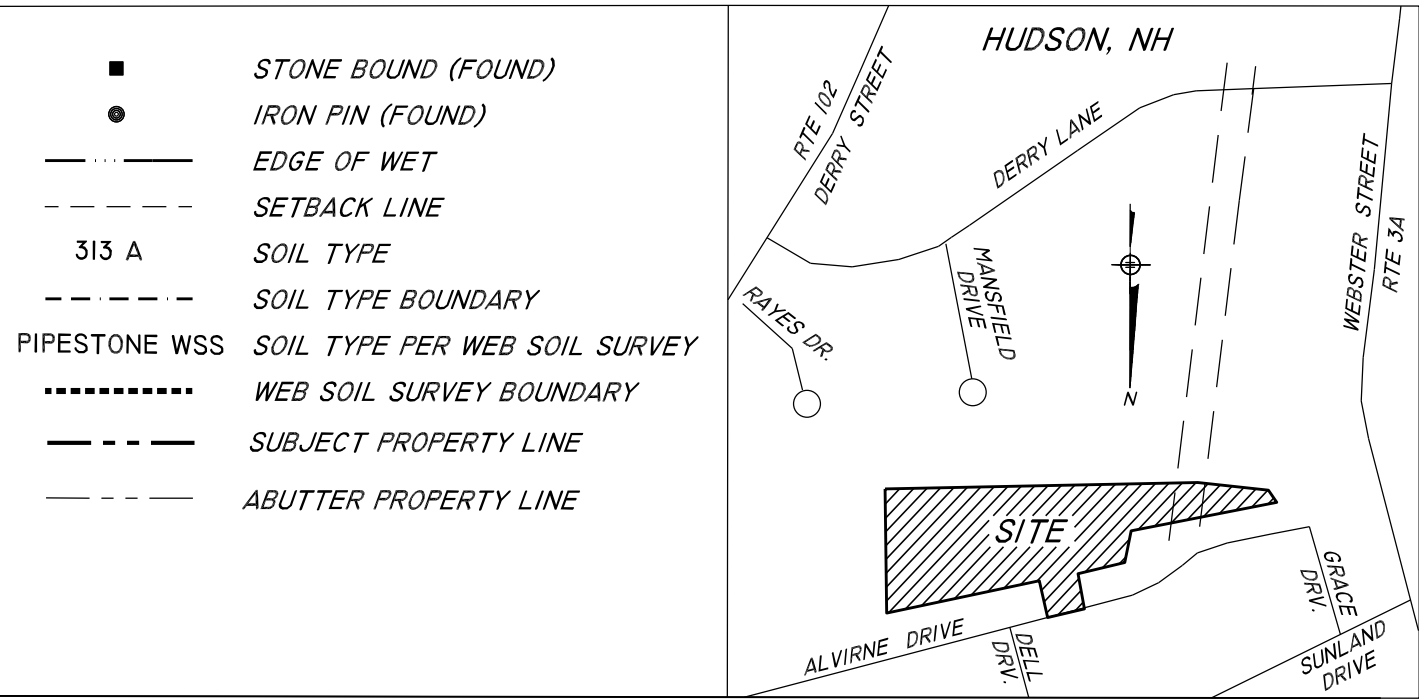 STONE BOUND (FOUND)
IRON PIN (FOUND)
EDGE OF WET
SETBACK LINE
313 A SOIL TYPE
SOIL TYPE BOUNDARY
PIPESTONE WSS SOIL TYPE PER WEB SOIL SURVEY
WEB SOIL SURVEY BOUNDARY
SUBJECT PROPERTY LINE
ABUTTER PROPERTY LINE
HUDSON, NH
RTE 102
DERRY STREET
DERRY LANE
WEBSTER STREET
RTE 3A
MANSFIELD
DRIVE
RAYES DR.
N
SITE
GRACE
DRV.
ALVIRNE DRIVE
DELL
DRV.
SUNLAND
DRIVE